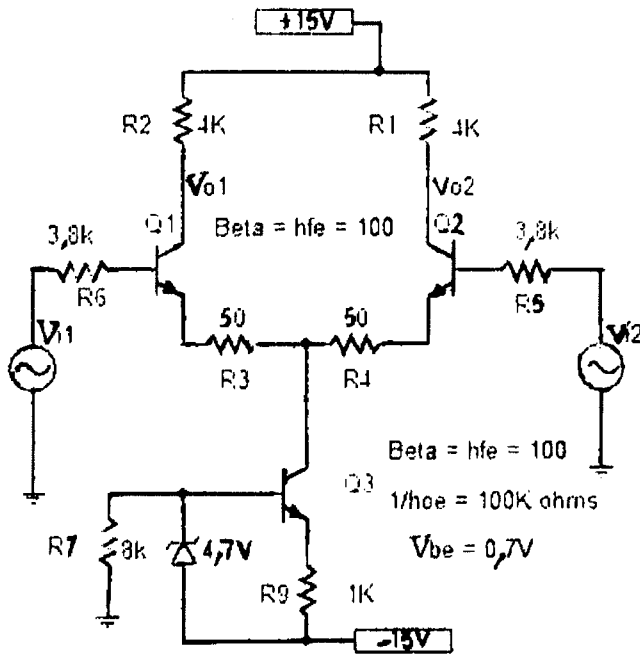 +15V
R2 4K
R1 4K
Vo1
Vo2
Q1
Beta = hfe = 100
Q2
3,8k
R6
3,8k
R5
Vi1
50
R3
50
R4
Vi2
Q3
Beta = hfe = 100
1/hoe = 100K ohms
Vbe = 0,7V
R7 8k
4,7V
R9 1K
-15V